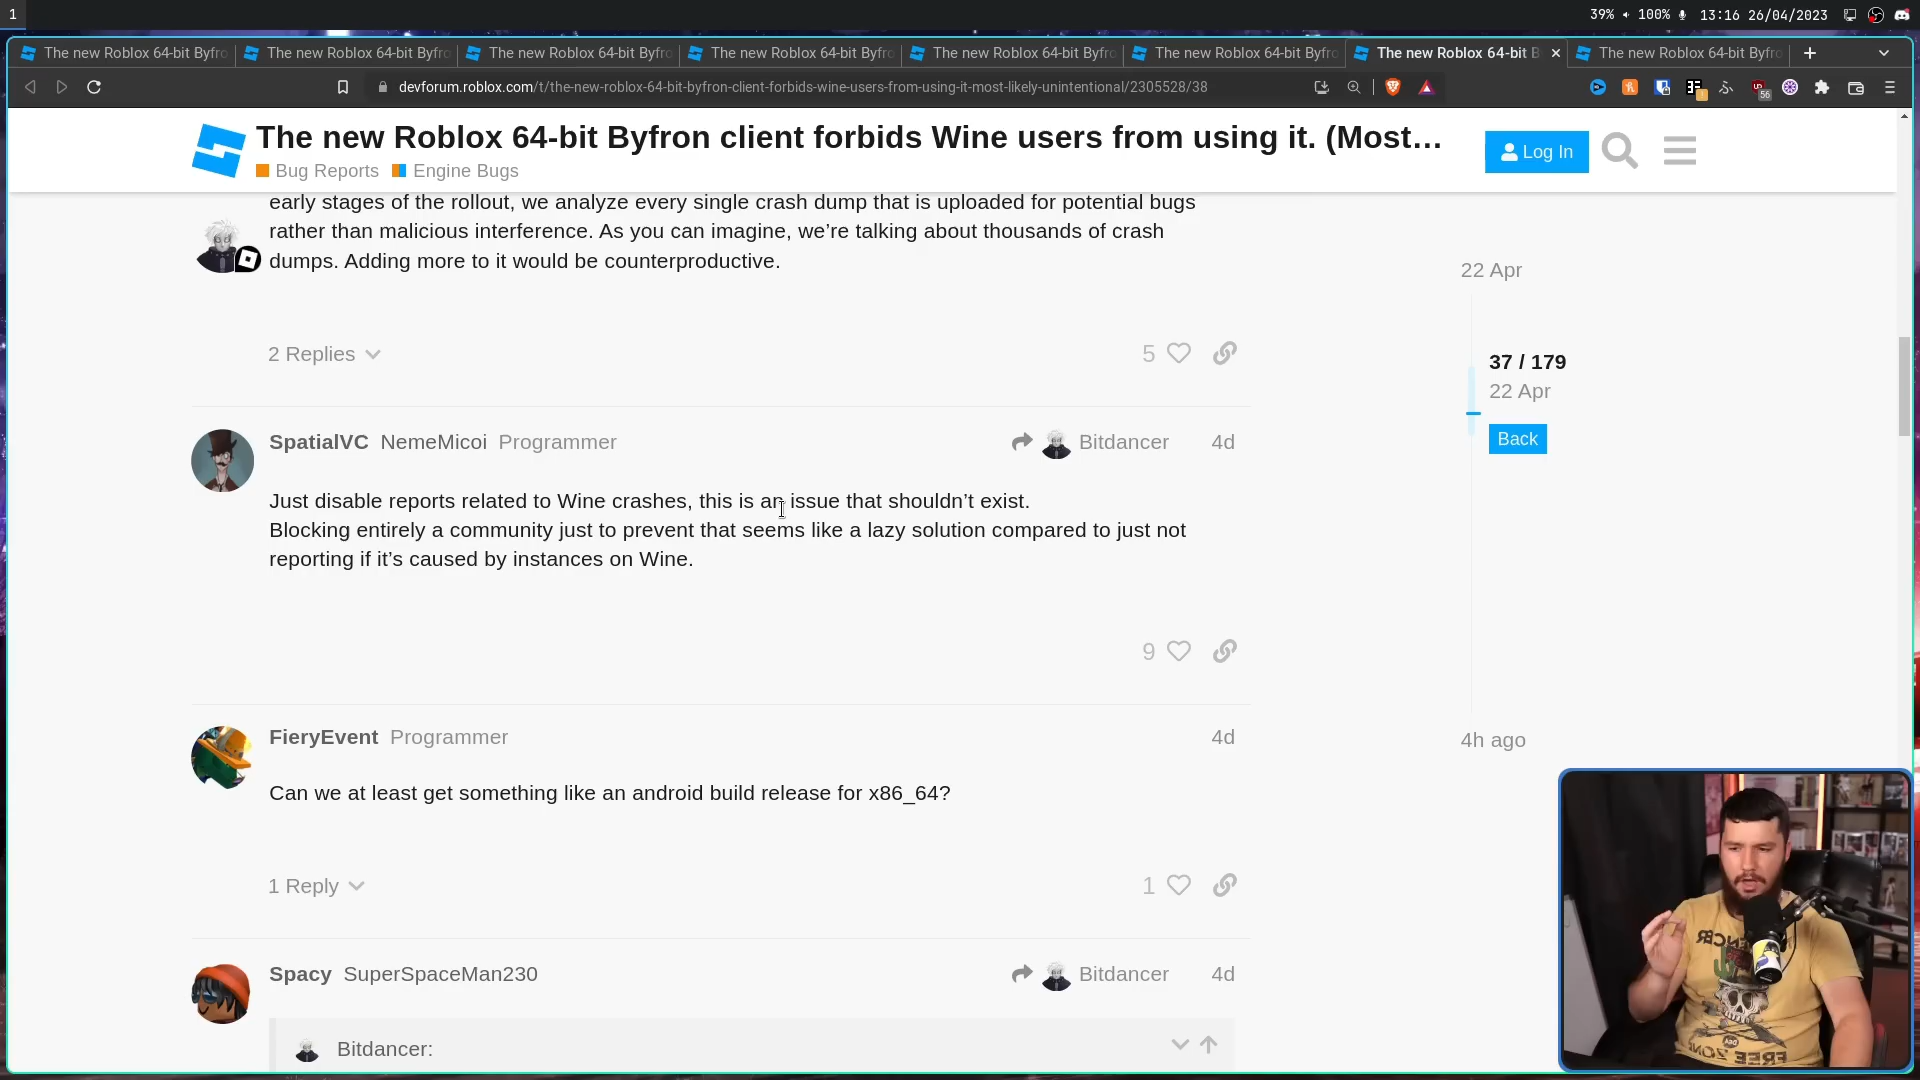 1
39%
100%
13:16 26/04/2023
The new Roblox 64-bit Byfr
The new Roblox 64-bit Byfr
The new Roblox 64-bit Byfr
The new Roblox 64-bit Byfr
The new Roblox 64-bit Byfr
The new Roblox 64-bit Byfr
The new Roblox 64-bit B
The new Roblox 64-bit Byfr
devforum.roblox.com/t/the-new-roblox-64-bit-byfron-client-forbids-wine-users-from-using-it-most-likely-unintentional/2305528/38
56
The new Roblox 64-bit Byfron client forbids Wine users from using it. (Most…
Bug Reports Engine Bugs
Log In
early stages of the rollout, we analyze every single crash dump that is uploaded for potential bugs
rather than malicious interference. As you can imagine, we’re talking about thousands of crash
dumps. Adding more to it would be counterproductive.
2 Replies
5
SpatialVC NemeMicoi Programmer
Bitdancer 4d
Just disable reports related to Wine crashes, this is an issue that shouldn’t exist.
Blocking entirely a community just to prevent that seems like a lazy solution compared to just not
reporting if it’s caused by instances on Wine.
9
FieryEvent Programmer
4d
Can we at least get something like an android build release for x86_64?
1 Reply
1
Spacy SuperSpaceMan230
Bitdancer 4d
Bitdancer:
22 Apr
37 / 179
22 Apr
Back
4h ago